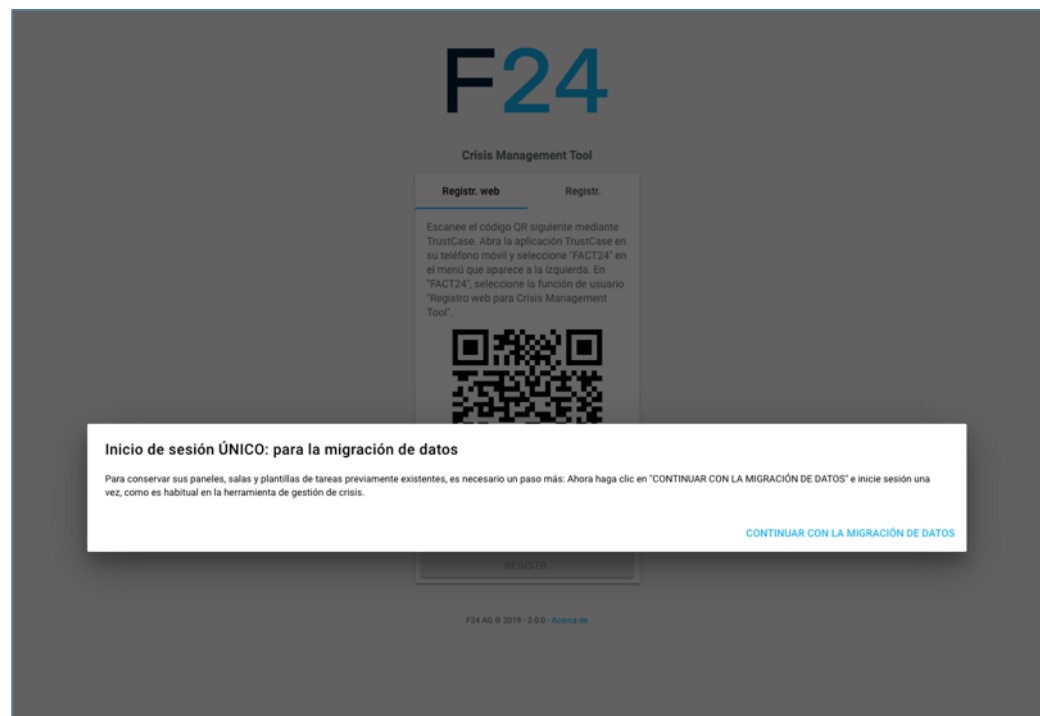 F24
Crisis Management Tool
Registr. web
Registr.
Escanee el código QR siguiente mediante
TrustCase. Abra la aplicación TrustCase en
su teléfono móvil y seleccione "FACT24" en
el menú que aparece a la izquierda. En
"FACT24", seleccione la función de usuario
"Registro web para Crisis Management
Tool".
Inicio de sesión ÚNICO: para la migración de datos
Para conservar sus paneles, salas y plantillas de tareas previamente existentes, es necesario un paso más: Ahora haga clic en "CONTINUAR CON LA MIGRACIÓN DE DATOS" e inicie sesión una
vez, como es habitual en la herramienta de gestión de crisis.
CONTINUAR CON LA MIGRACIÓN DE DATOS
REGISTR.
F24 AG © 2019 - 2.0.0 - Acerca de